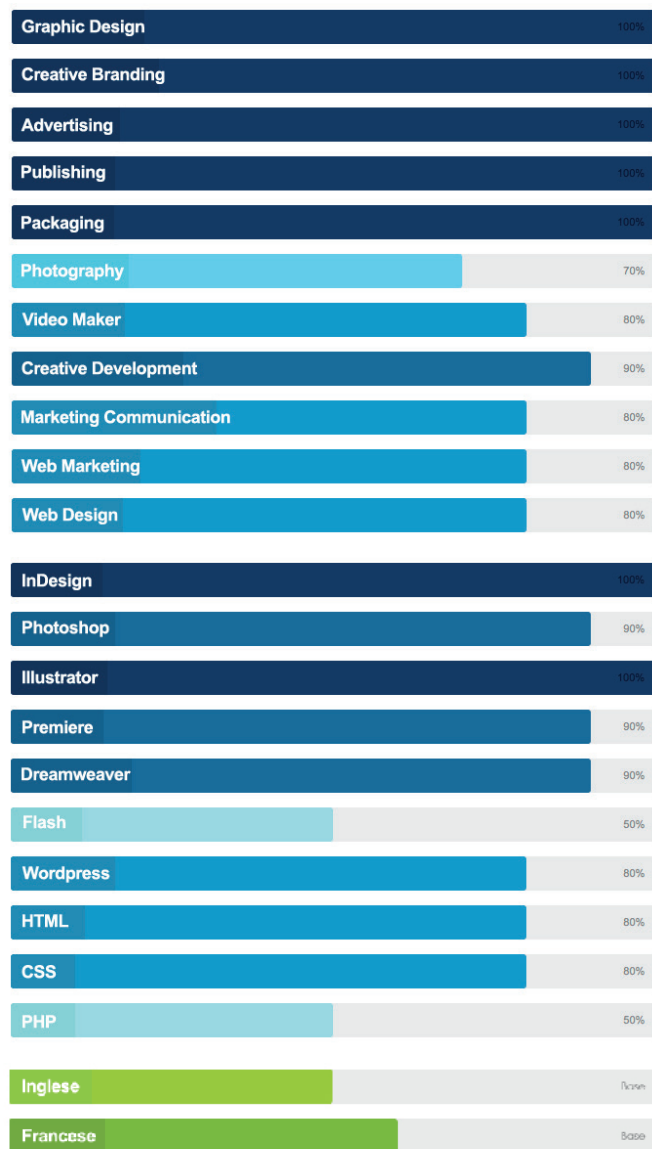 Graphic Design 100%
Creative Branding 100%
Advertising 100%
Publishing 100%
Packaging 100%
Photography 70%
Video Maker 80%
Creative Development 90%
Marketing Communication 80%
Web Marketing 80%
Web Design 80%
InDesign 100%
Photoshop 90%
Illustrator 100%
Premiere 90%
Dreamweaver 90%
Flash 50%
Wordpress 80%
HTML 80%
CSS 80%
PHP 50%
Inglese Base
Francese Base